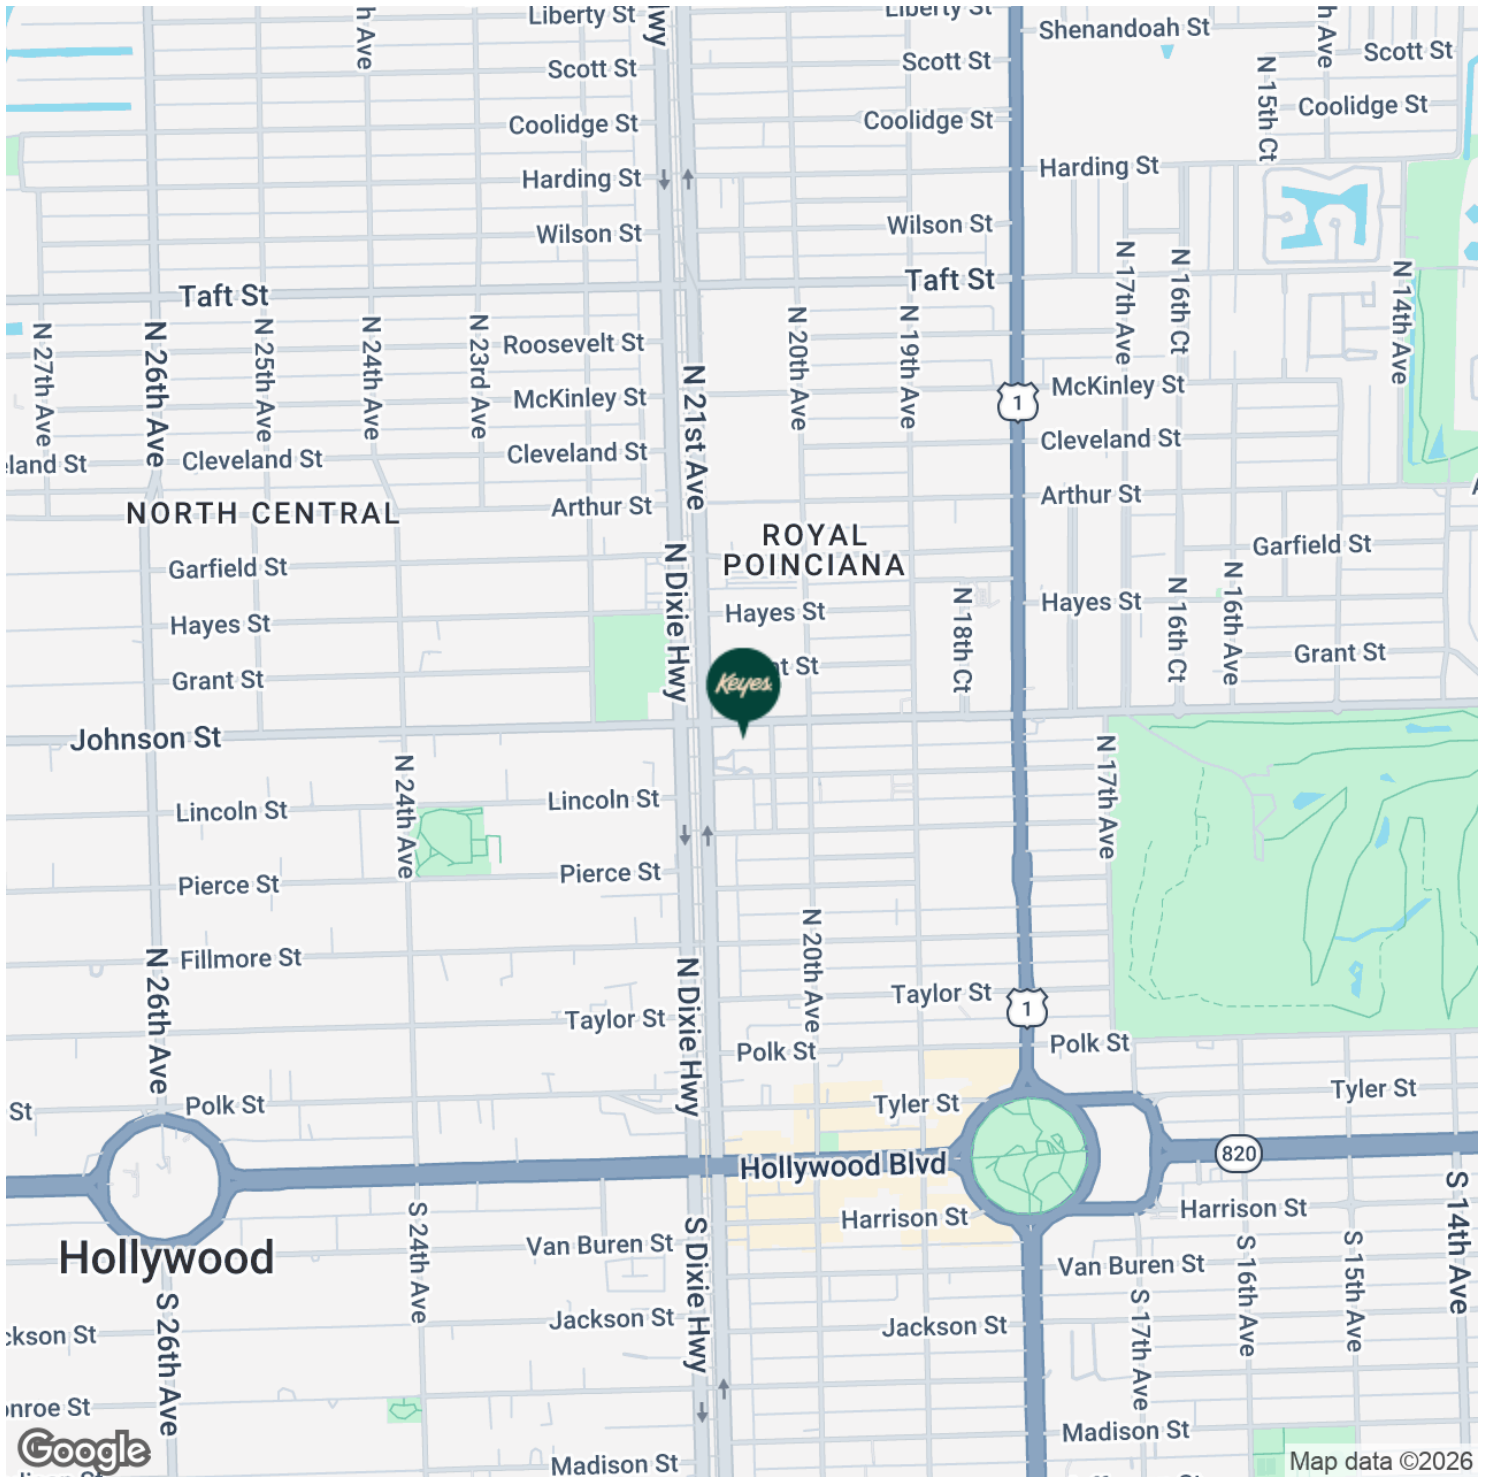 Liberty St
Liberty St
Shenandoah St
Scott St
Scott St
Scott St
N 15th Ct
Coolidge St
Coolidge St
Coolidge St
Harding St
Harding St
Wilson St
Wilson St
Taft St
Taft St
N 17th Ave
N 16th Ct
N 14th Ave
N 27th Ave
N 26th Ave
N 25th Ave
N 24th Ave
N 23rd Ave
Roosevelt St
N 20th Ave
N 19th Ave
McKinley St
N 21st Ave
1
McKinley St
Cleveland St
Cleveland St
Cleveland St
NORTH CENTRAL
Arthur St
Arthur St
ROYAL
POINCIANA
Garfield St
Garfield St
N Dixie Hwy
Hayes St
Hayes St
N 18th Ct
Hayes St
N 16th Ct
N 16th Ave
Grant St
Keyes
Grant St
Johnson St
N 24th Ave
N 17th Ave
Lincoln St
Lincoln St
Pierce St
Pierce St
Fillmore St
N 26th Ave
N Dixie Hwy
N 20th Ave
Taylor St
Taylor St
1
Polk St
Polk St
St
Polk St
Tyler St
Tyler St
Hollywood Blvd
820
Harrison St
Harrison St
Hollywood
S 24th Ave
Van Buren St
S Dixie Hwy
Van Buren St
S 17th Ave
S 16th Ave
S 15th Ave
S 14th Ave
S 26th Ave
Jackson St
Jackson St
Madison St
Madison St
Google
Map data ©2026